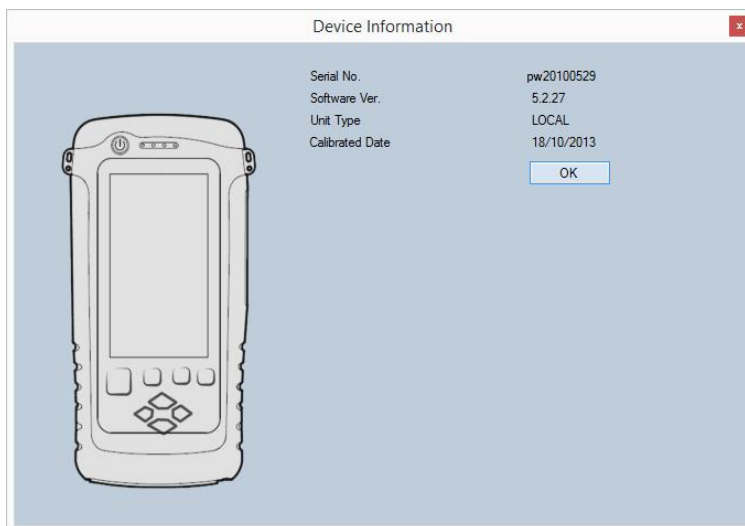 Device Information
x
Serial No. pw20100529
Software Ver. 5.2.27
Unit Type LOCAL
Calibrated Date 18/10/2013
OK